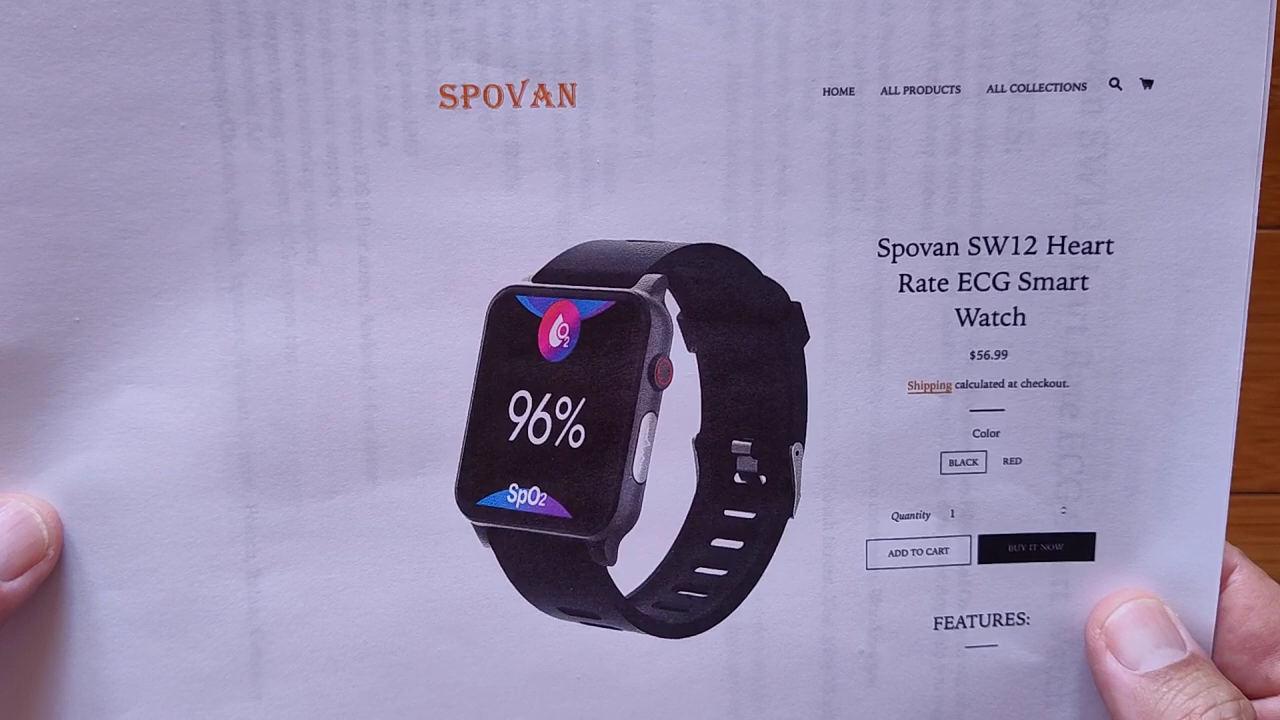 SPOVAN
HOME ALL PRODUCTS ALL COLLECTIONS
Spovan SW12 Heart
Rate ECG Smart
Watch
$56.99
Shipping calculated at checkout.
Color
BLACK RED
Quantity 1
ADD TO CART BUY IT NOW
FEATURES:
O2
96%
SpO2